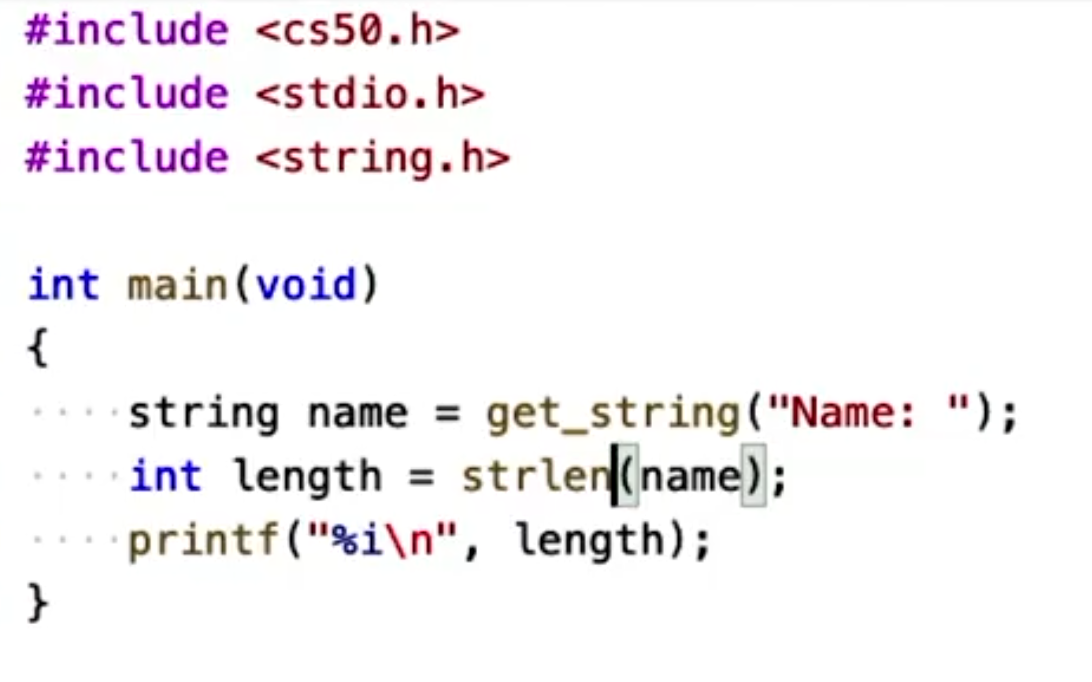 #include <cs50.h>
#include <stdio.h>
#include <string.h>

int main(void)
{
    string name = get_string("Name: ");
    int length = strlen(name);
    printf("%i\n", length);
}